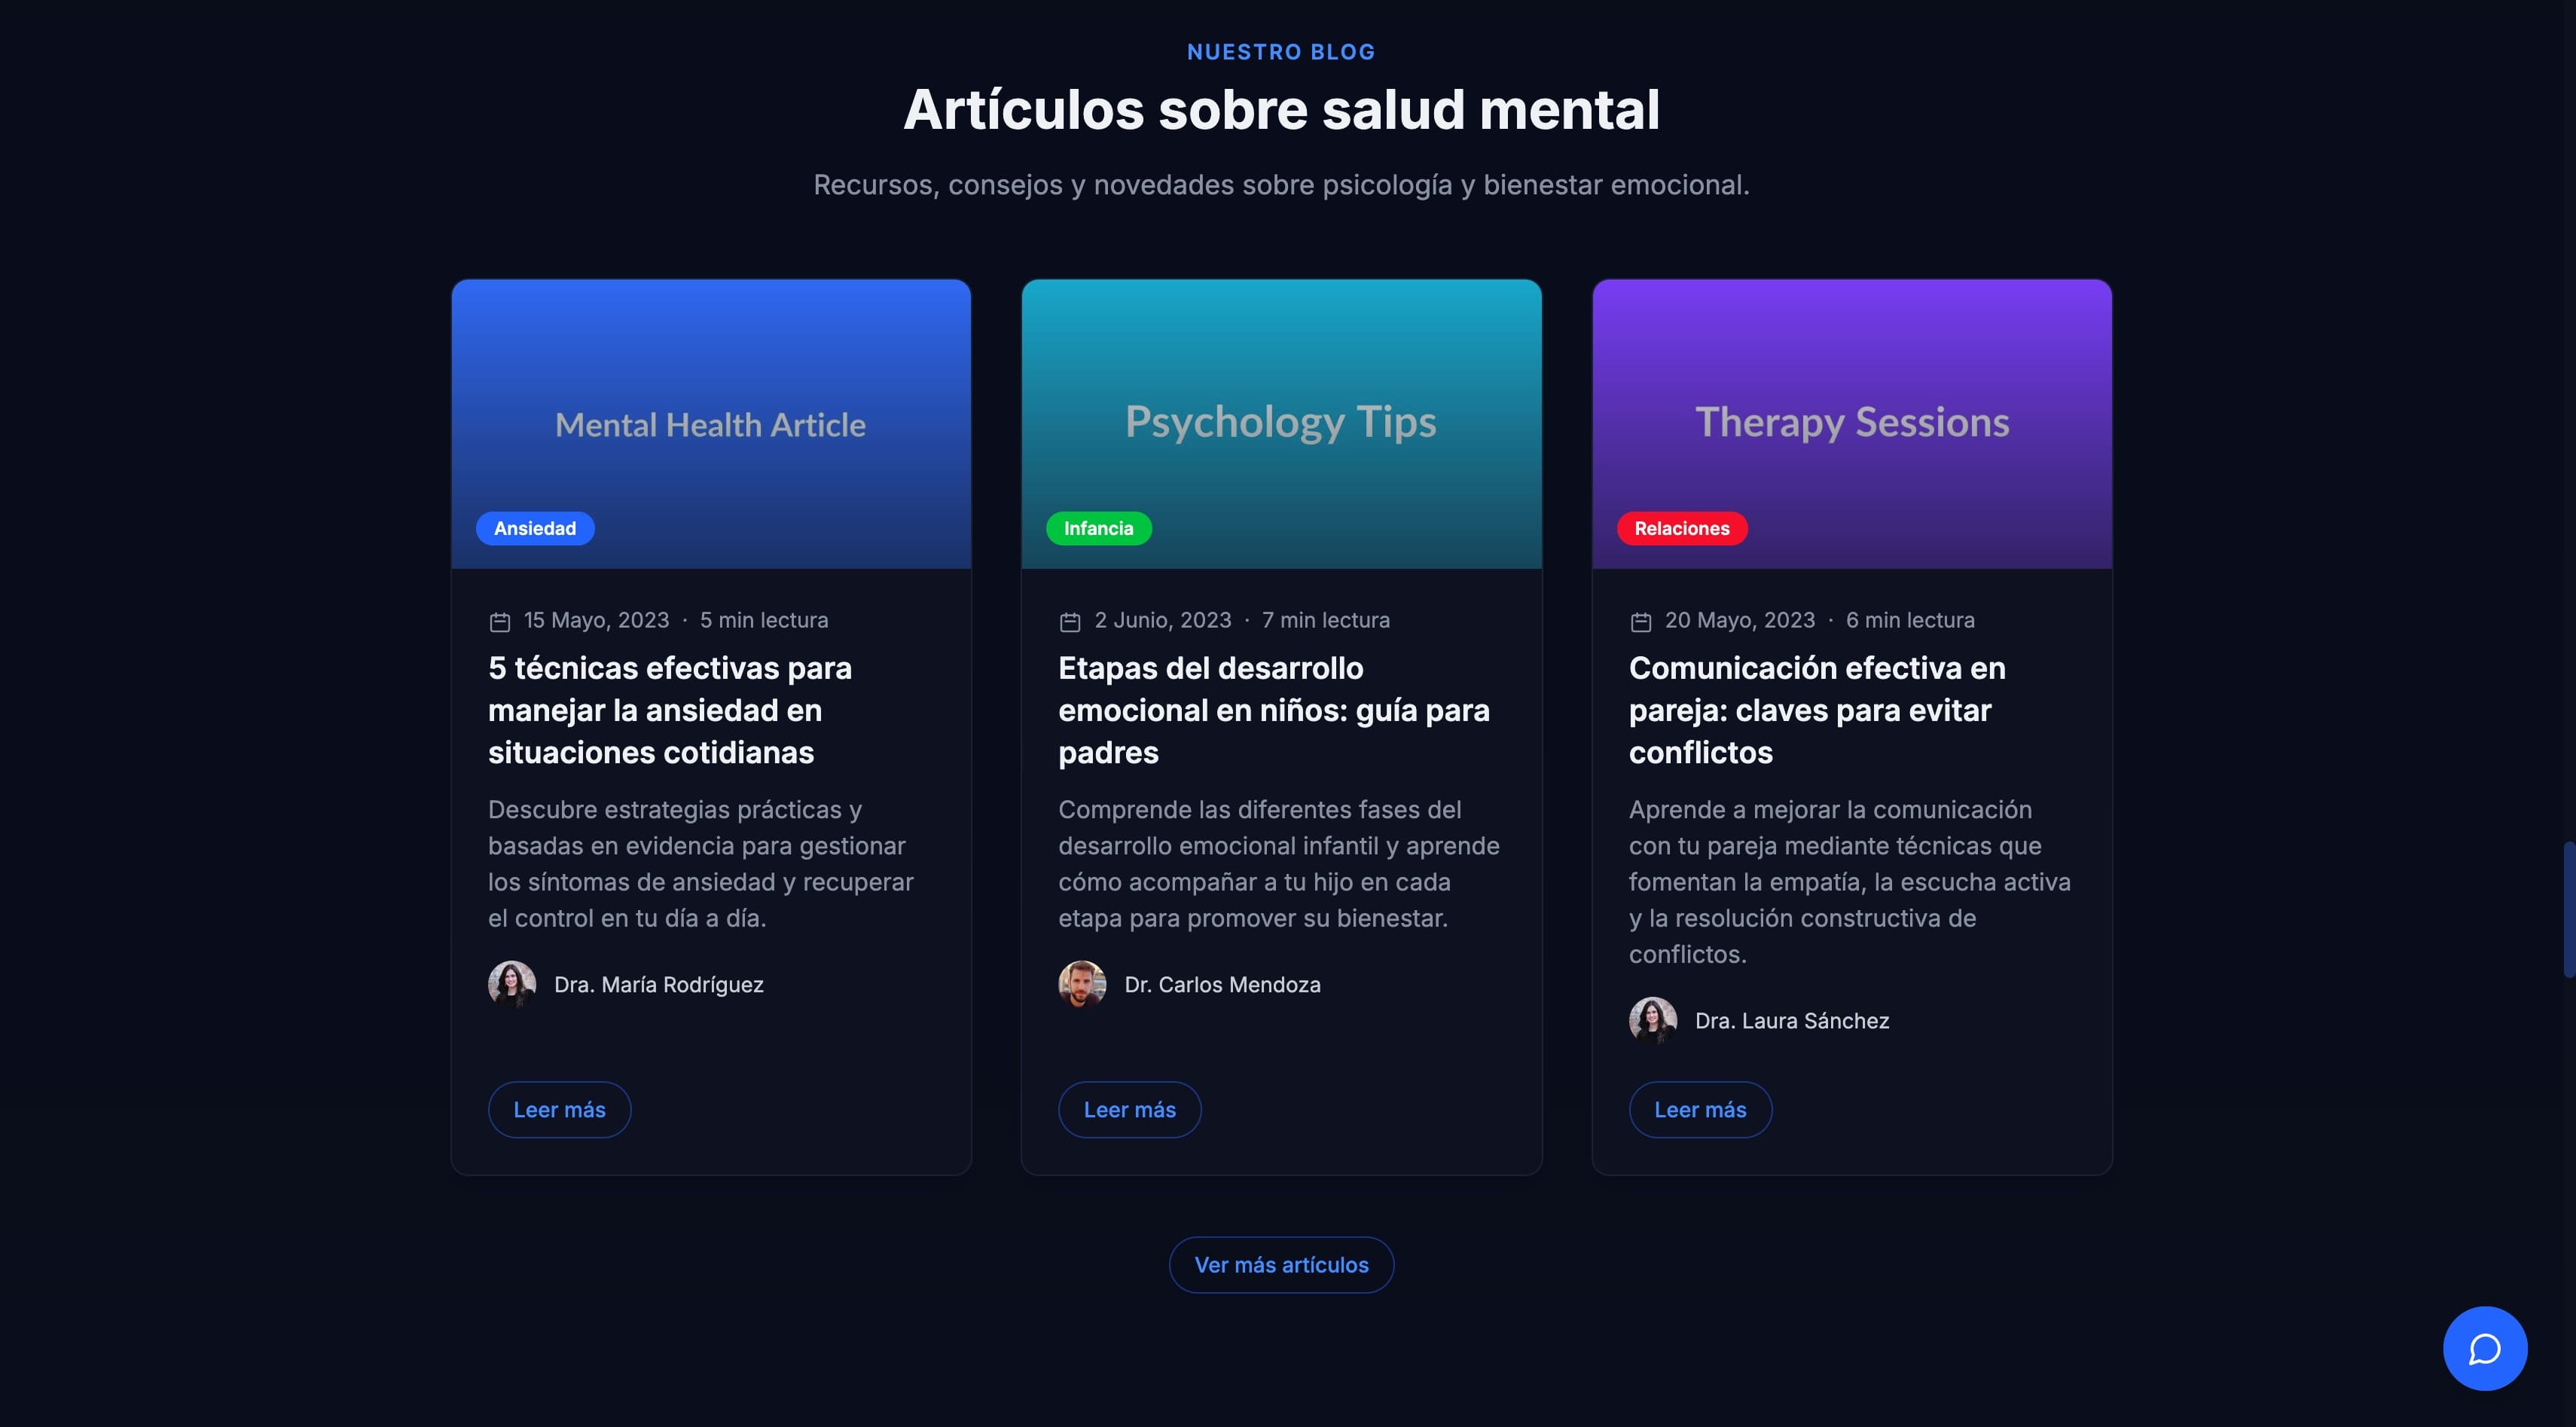 NUESTRO BLOG
Artículos sobre salud mental
Recursos, consejos y novedades sobre psicología y bienestar emocional.
Mental Health Article
Ansiedad
15 Mayo, 2023 · 5 min lectura
5 técnicas efectivas para
manejar la ansiedad en
situaciones cotidianas
Descubre estrategias prácticas y
basadas en evidencia para gestionar
los síntomas de ansiedad y recuperar
el control en tu día a día.
Dra. María Rodríguez
Leer más
Psychology Tips
Infancia
2 Junio, 2023 · 7 min lectura
Etapas del desarrollo
emocional en niños: guía para
padres
Comprende las diferentes fases del
desarrollo emocional infantil y aprende
cómo acompañar a tu hijo en cada
etapa para promover su bienestar.
Dr. Carlos Mendoza
Leer más
Therapy Sessions
Relaciones
20 Mayo, 2023 · 6 min lectura
Comunicación efectiva en
pareja: claves para evitar
conflictos
Aprende a mejorar la comunicación
con tu pareja mediante técnicas que
fomentan la empatía, la escucha activa
y la resolución constructiva de
conflictos.
Dra. Laura Sánchez
Leer más
Ver más artículos